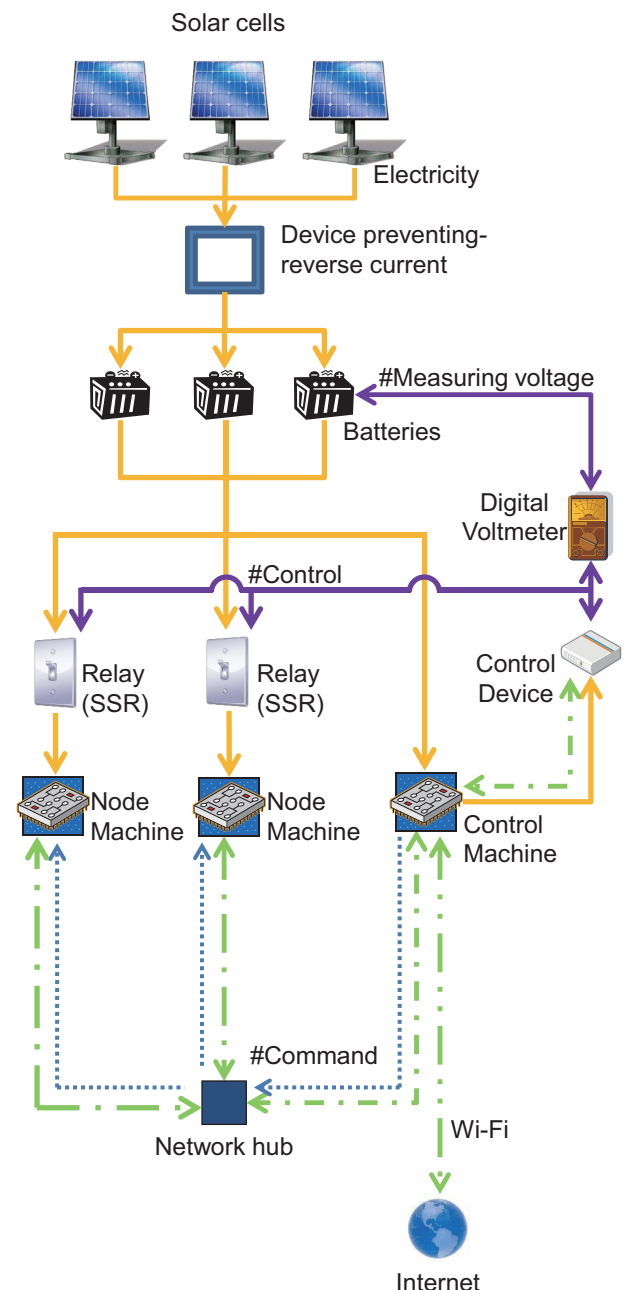 Solar cells
Electricity
Device preventing-
reverse current
#Measuring voltage
Batteries
Digital
Voltmeter
#Control
Relay
(SSR)
Relay
(SSR)
Control
Device
Node
Machine
Node
Machine
Control
Machine
#Command
Network hub
Wi-Fi
Internet